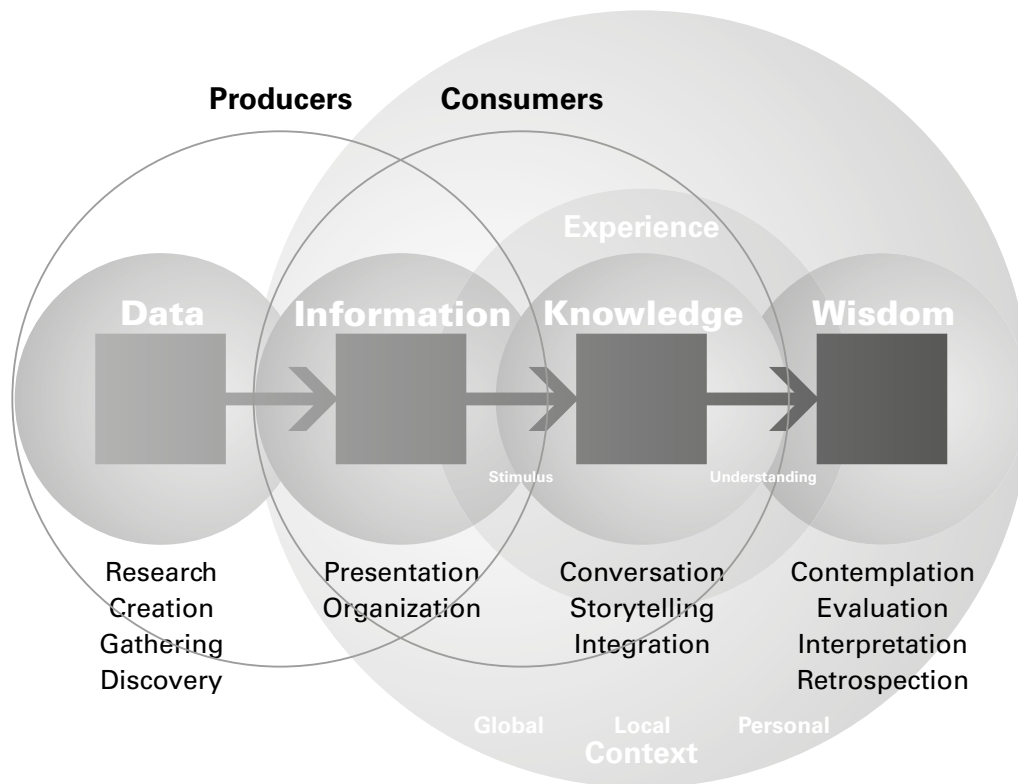 Producers
Consumers
Experience
Data
Information
Knowledge
Wisdom
Stimulus
Understanding
Research
Creation
Gathering
Discovery
Presentation
Organization
Conversation
Storytelling
Integration
Contemplation
Evaluation
Interpretation
Retrospection
Global
Local
Personal
Context